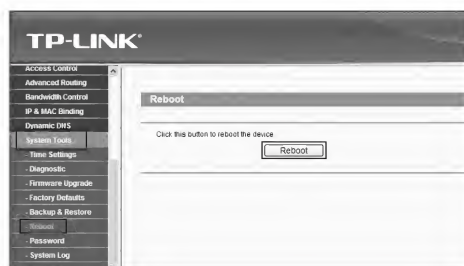 TP-LINK®
Access Control
Advanced Routing
Bandwidth Control
IP & MAC Binding
Dynamic DNS
System Tools
- Time Settings
- Diagnostic
- Firmware Upgrade
- Factory Defaults
- Backup & Restore
- Reboot
- Password
- System Log
Reboot
Click this button to reboot the device
Reboot